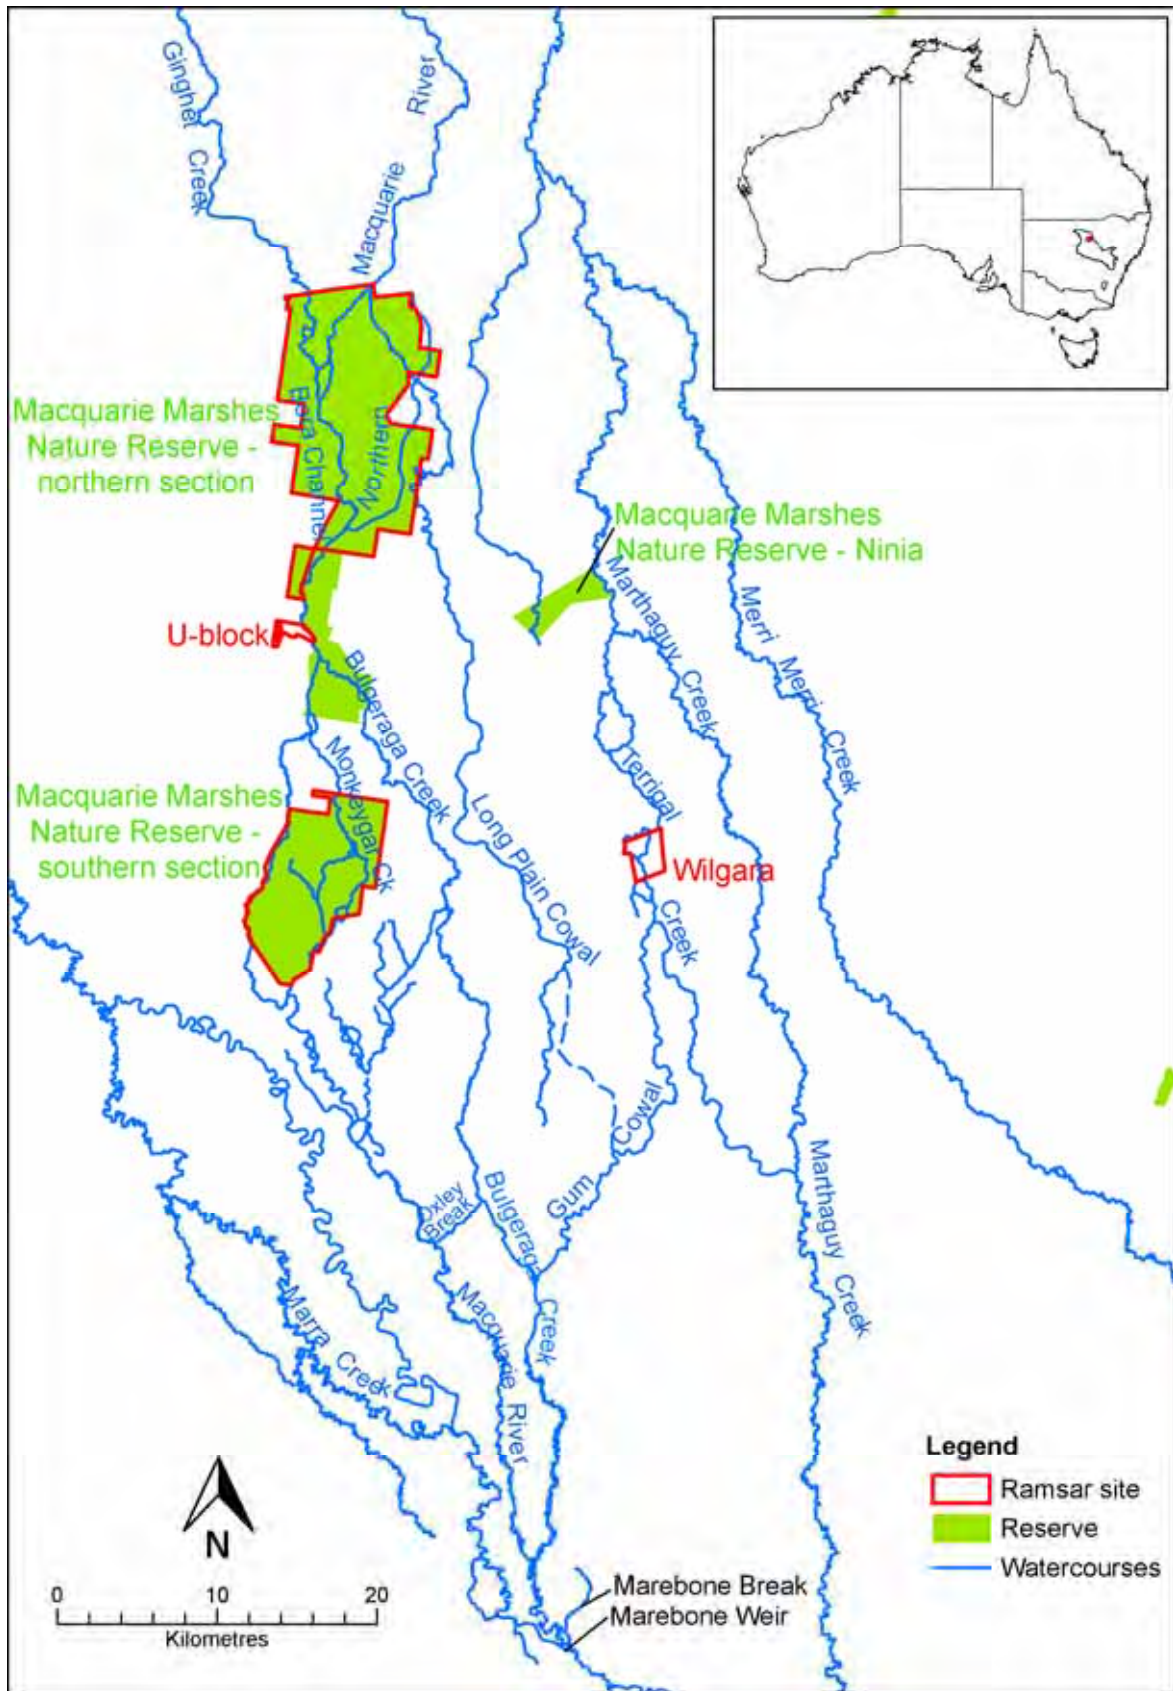 Ginghet Creek
Macquarie River
Macquarie Marshes
Nature Reserve -
northern section
Bora Channel
Northern
Macquarie Marshes
Nature Reserve - Ninia
U-block
Bulgeraga Creek
Marthaguy Creek
Merri Merri Creek
Monkeygar Ck
Terrigal Creek
Macquarie Marshes
Nature Reserve -
southern section
Long Plain Cowal
Wilgara
Gum Cowal
Oxley
Break
Bulgeraga Creek
Marthaguy Creek
Macquarie River
Marra Creek
Legend
Ramsar site
Reserve
Watercourses
N
0 10 20
Kilometres
Marebone Break
Marebone Weir